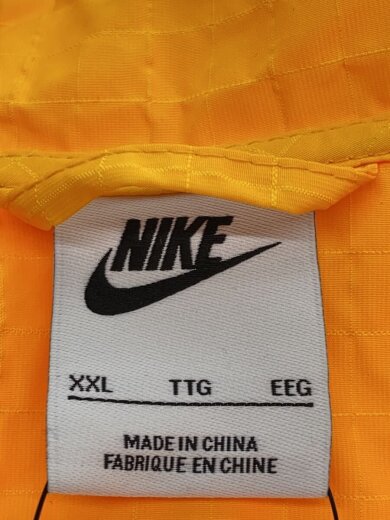 NIKE
XXL TTG EEG
MADE IN CHINA
FABRIQUE EN CHINE